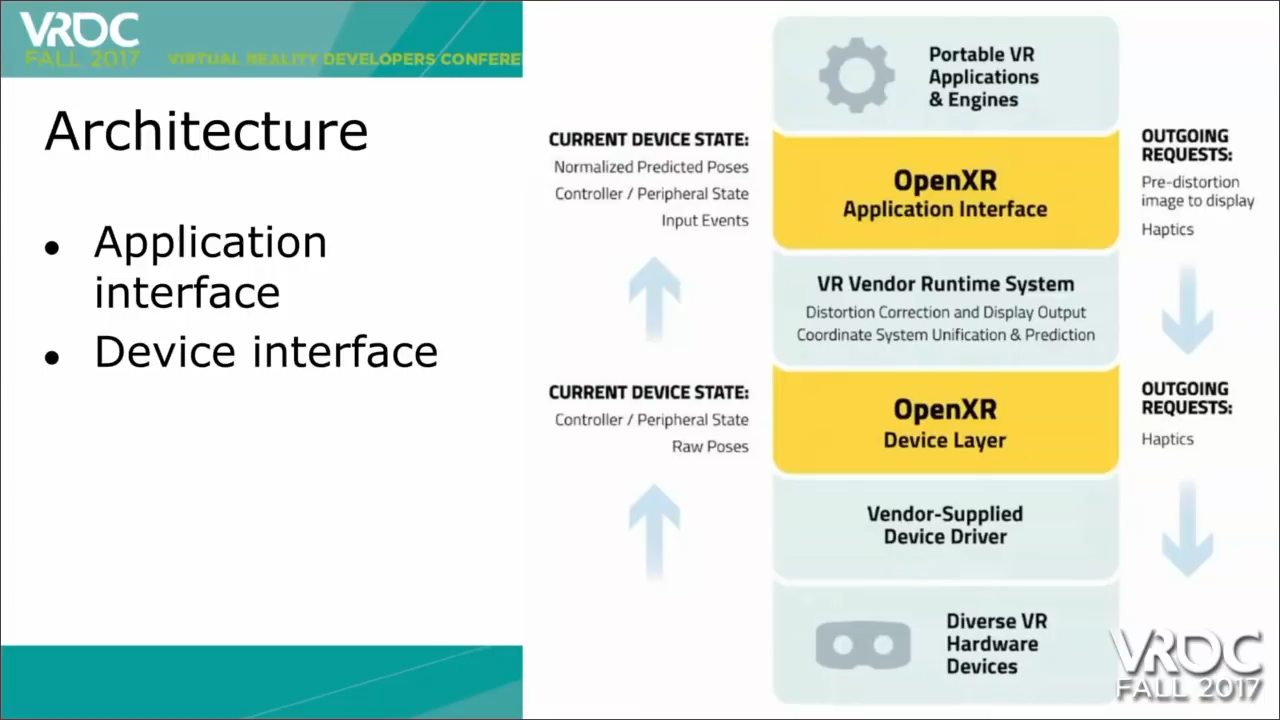 VRDC
FALL 2017
VIRTUAL REALITY DEVELOPERS CONFERE
Architecture
● Application
interface
● Device interface
CURRENT DEVICE STATE:
Normalized Predicted Poses
Controller / Peripheral State
Input Events
CURRENT DEVICE STATE:
Controller / Peripheral State
Raw Poses
Portable VR
Applications
& Engines
OpenXR
Application Interface
VR Vendor Runtime System
Distortion Correction and Display Output
Coordinate System Unification & Prediction
OpenXR
Device Layer
Vendor-Supplied
Device Driver
Diverse VR
Hardware
Devices
OUTGOING
REQUESTS:
Pre-distortion
image to display
Haptics
OUTGOING
REQUESTS:
Haptics
VRDC
FALL 2017